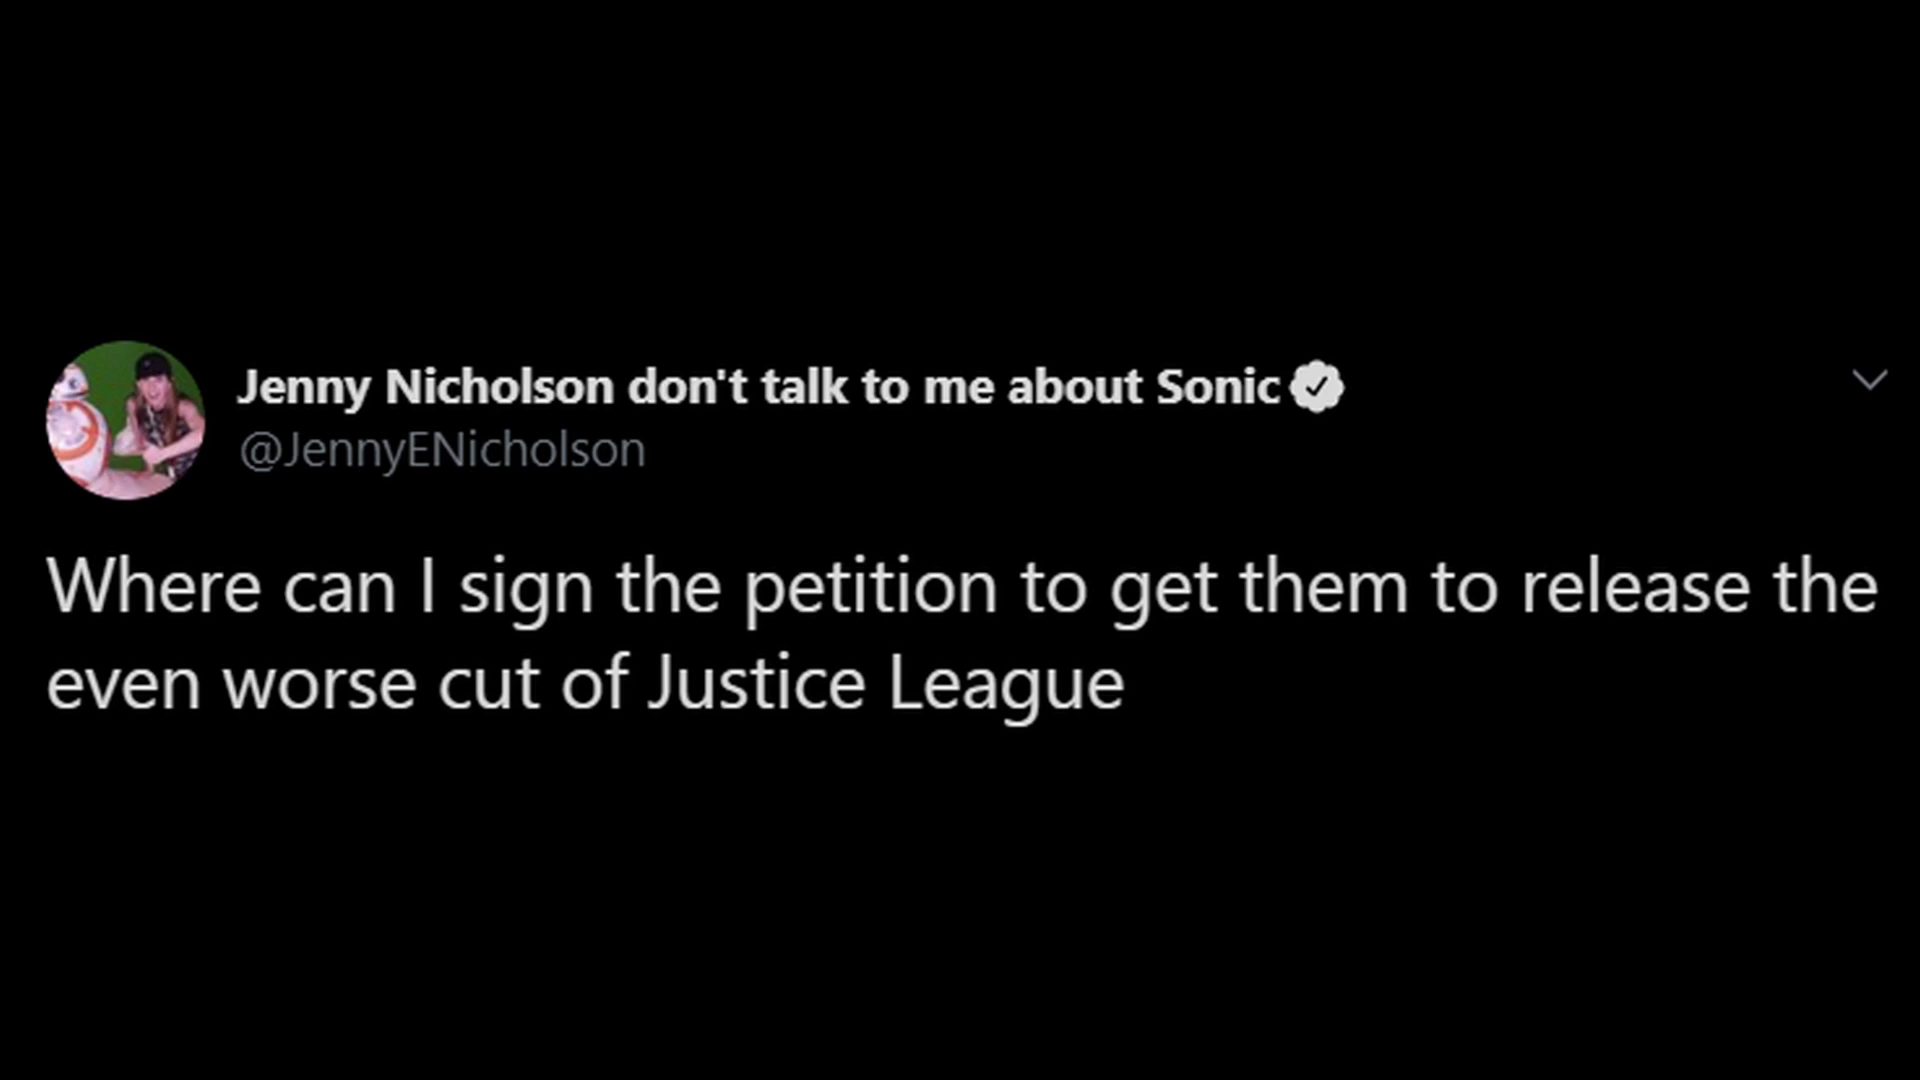 Jenny Nicholson don't talk to me about Sonic
@JennyENicholson
Where can I sign the petition to get them to release the
even worse cut of Justice League